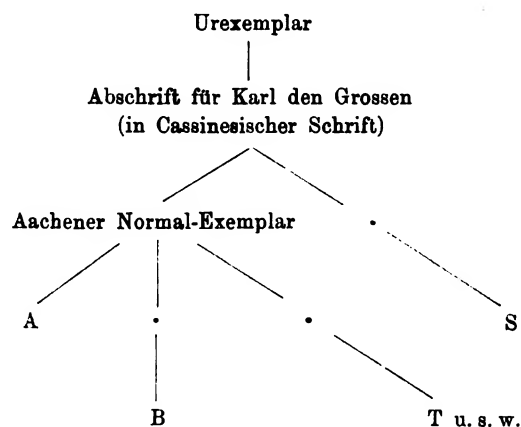 Urexemplar
Abschrift für Karl den Grossen
(in Cassinesischer Schrift)
Aachener Normal-Exemplar
A
S
B
T u. s. w.